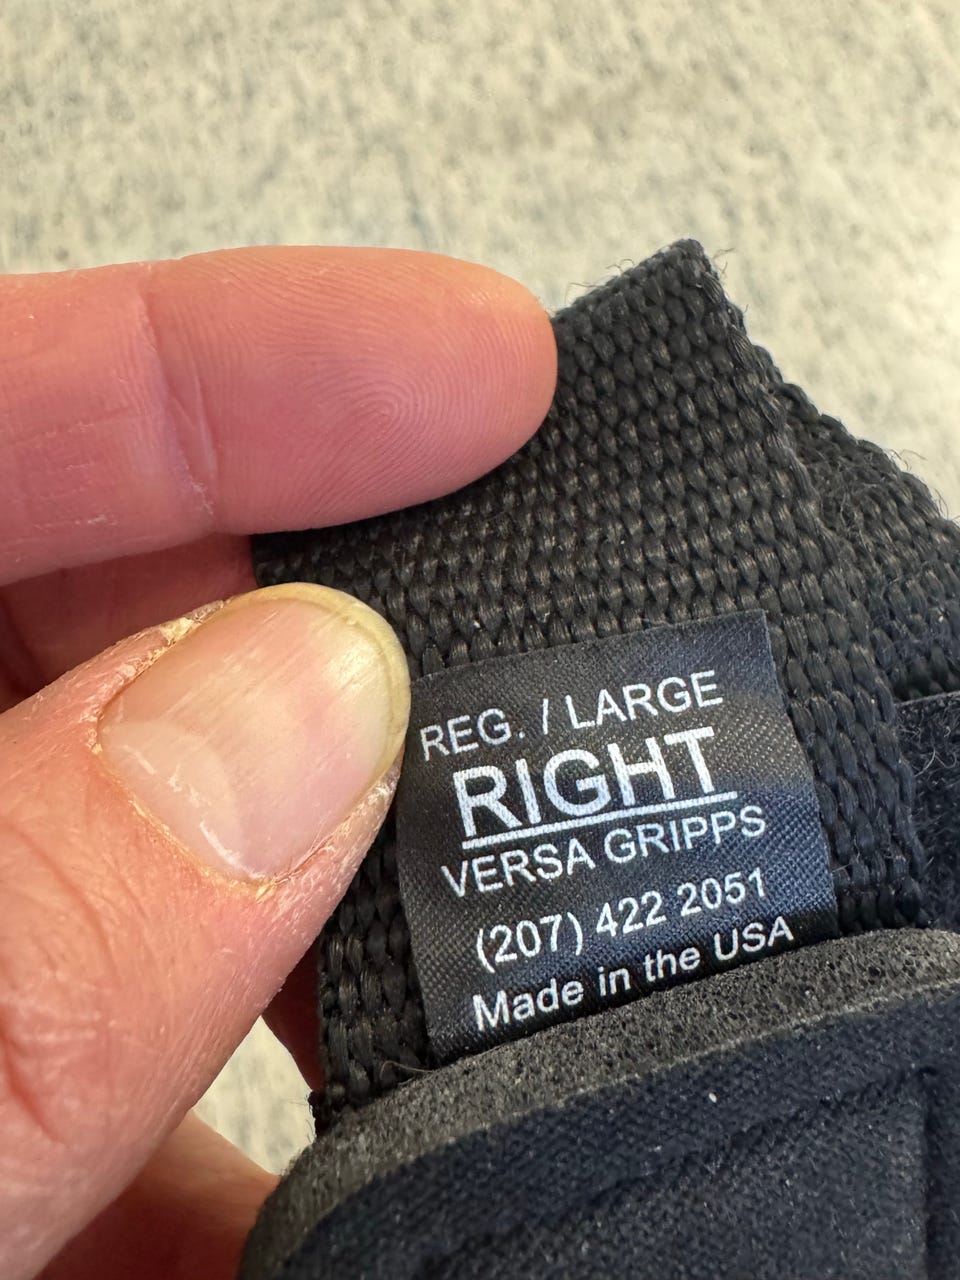 REG. / LARGE
RIGHT
VERSA GRIPPS
(207) 422 2051
Made in the USA